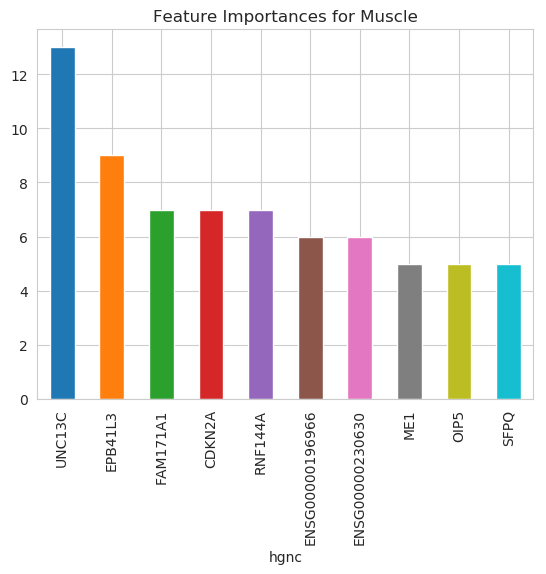 Feature Importances for Muscle
12
10
8
6
4
2
0
UNC13C
EPB41L3
FAM171A1
CDKN2A
RNF144A
ENSG00000196966
ENSG00000230630
ME1
OIP5
SFPQ
hgnc